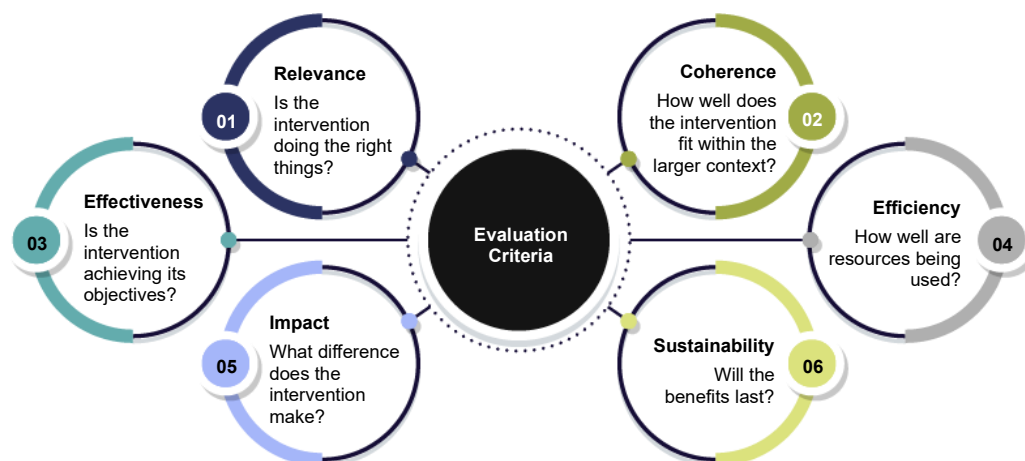 01
Relevance
Is the
intervention
doing the right
things?
02
Coherence
How well does
the intervention
fit within the
larger context?
03
Effectiveness
Is the
intervention
achieving its
objectives?
Evaluation
Criteria
04
Efficiency
How well are
resources being
used?
05
Impact
What difference
does the
intervention
make?
06
Sustainability
Will the
benefits last?